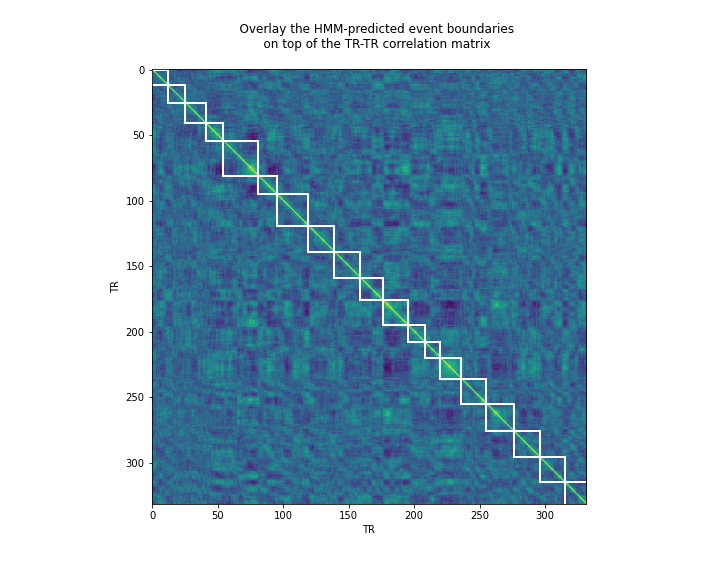 Overlay the HMM-predicted event boundaries
on top of the TR-TR correlation matrix
0
50
100
150
200
250
300
TR
0 50 100 150 200 250 300
TR